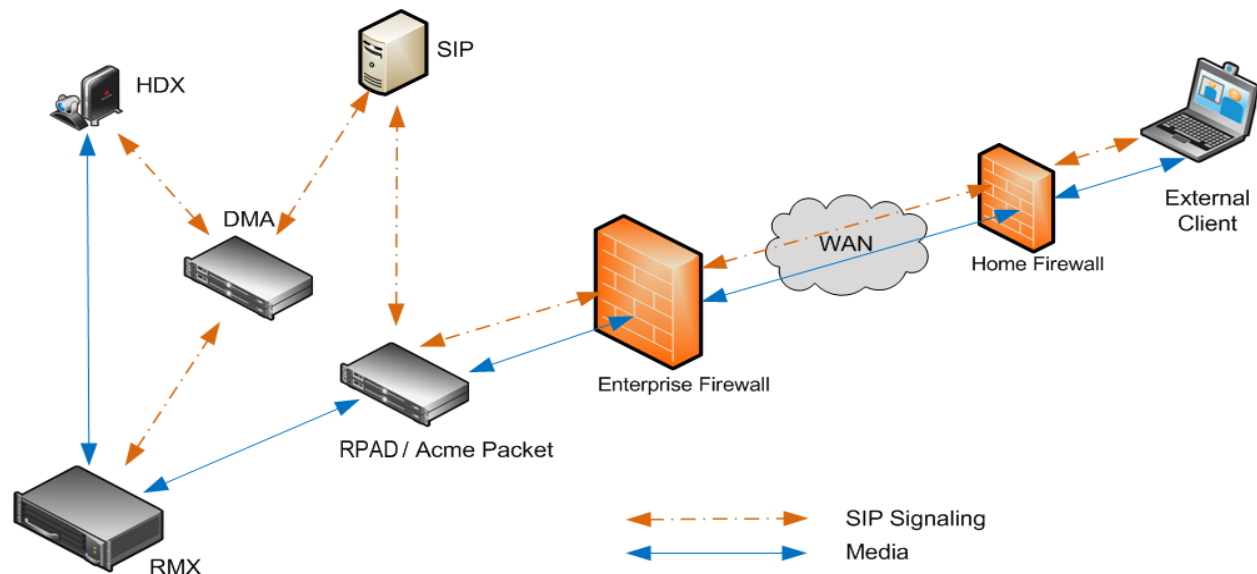 SIP
HDX
DMA
WAN
External
Client
Home Firewall
Enterprise Firewall
RPAD / Acme Packet
SIP Signaling
Media
RMX